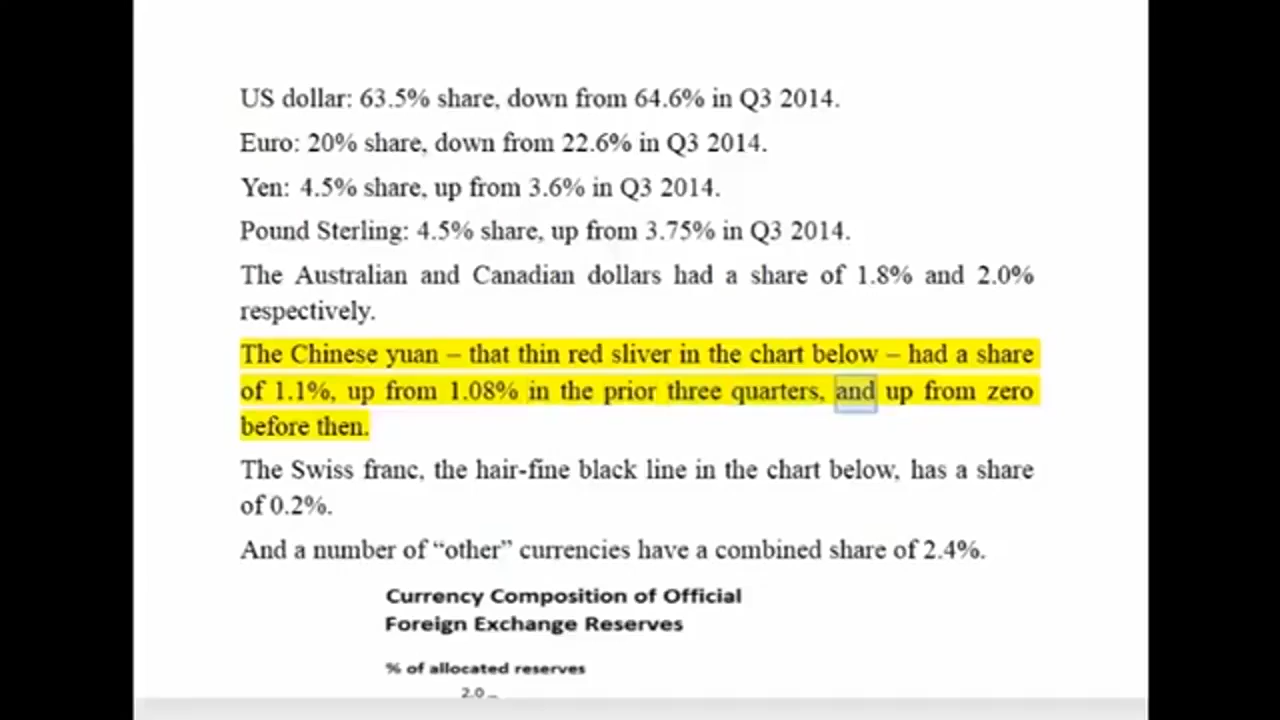 US dollar: 63.5% share, down from 64.6% in Q3 2014.
Euro: 20% share, down from 22.6% in Q3 2014.
Yen: 4.5% share, up from 3.6% in Q3 2014.
Pound Sterling: 4.5% share, up from 3.75% in Q3 2014.
The Australian and Canadian dollars had a share of 1.8% and 2.0%
respectively.
The Chinese yuan – that thin red sliver in the chart below – had a share
of 1.1%, up from 1.08% in the prior three quarters, and up from zero
before then.
The Swiss franc, the hair-fine black line in the chart below, has a share
of 0.2%.
And a number of “other” currencies have a combined share of 2.4%.
Currency Composition of Official
Foreign Exchange Reserves
% of allocated reserves
2.0